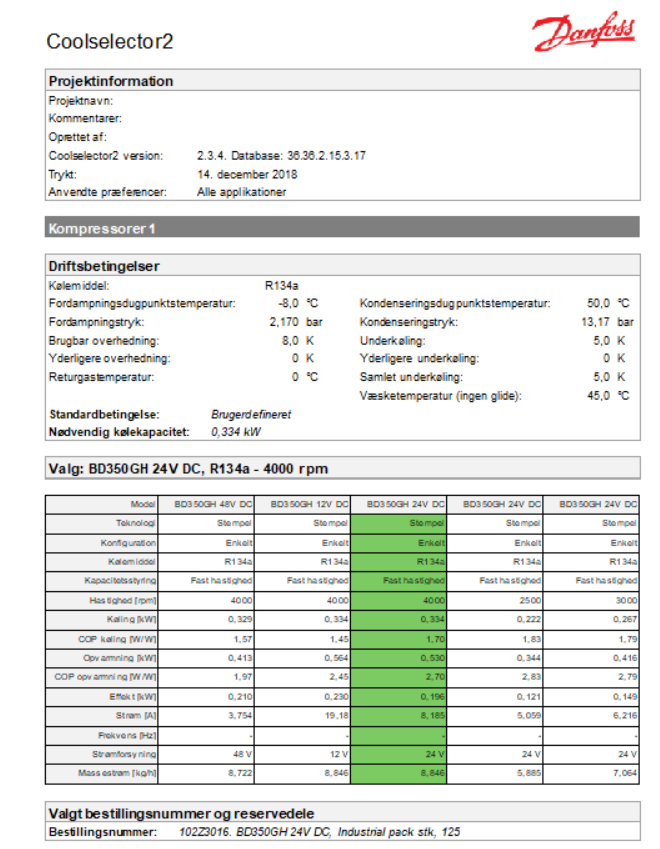 Danfoss
Coolselector2
Projektinformation
Projektnavn:
Kommentarer:
Oprettet af:
Coolselector2 version: 2.3.4. Database: 36.36.2.15.3.17
Trykt: 14. december 2018
Anvendte præferencer: Alle applikationer
Kompressorer 1
Driftsbetingelser
Kølemiddel: R134a
Fordampningsdugpunktstemperatur: -8,0 °C Kondenseringsdugpunktstemperatur: 50,0 °C
Fordampningstryk: 2,170 bar Kondenseringstryk: 13,17 bar
Brugbar overhedning: 8,0 K Underkøling: 5,0 K
Yderligere overhedning: 0 K Yderligere underkøling: 0 K
Returgastemperatur: 0 °C Samlet underkøling: 5,0 K
Væsketemperatur (ingen glide): 45,0 °C
Standardbetingelse: Brugerdefineret
Nødvendig kølekapacitet: 0,334 kW
Valg: BD350GH 24V DC, R134a - 4000 rpm
Model BD350GH 48V DC BD350GH 12V DC BD350GH 24V DC BD350GH 24V DC BD350GH 24V DC
Teknologi Stempel Stempel Stempel Stempel Stempel
Konfiguration Enkelt Enkelt Enkelt Enkelt Enkelt
Kølemiddel R134a R134a R134a R134a R134a
Kapacitetsstyring Fast hastighed Fast hastighed Fast hastighed Fast hastighed Fast hastighed
Hastighed [rpm] 4000 4000 4000 2500 3000
Køling [kW] 0,329 0,334 0,334 0,222 0,267
COP køling [W/W] 1,57 1,45 1,70 1,83 1,79
Opvarmning [kW] 0,413 0,564 0,530 0,344 0,416
COP opvarmning [W/W] 1,97 2,45 2,70 2,83 2,79
Effekt [kW] 0,210 0,230 0,196 0,121 0,149
Strøm [A] 3,754 19,18 8,185 5,059 6,216
Frekvens [Hz] - - - - -
Strømforsyning 48 V 12 V 24 V 24 V 24 V
Massestrøm [kg/h] 8,722 8,846 8,846 5,885 7,064
Valgt bestillingsnummer og reservedele
Bestillingsnummer: 102Z3016. BD350GH 24V DC, Industrial pack stk, 125